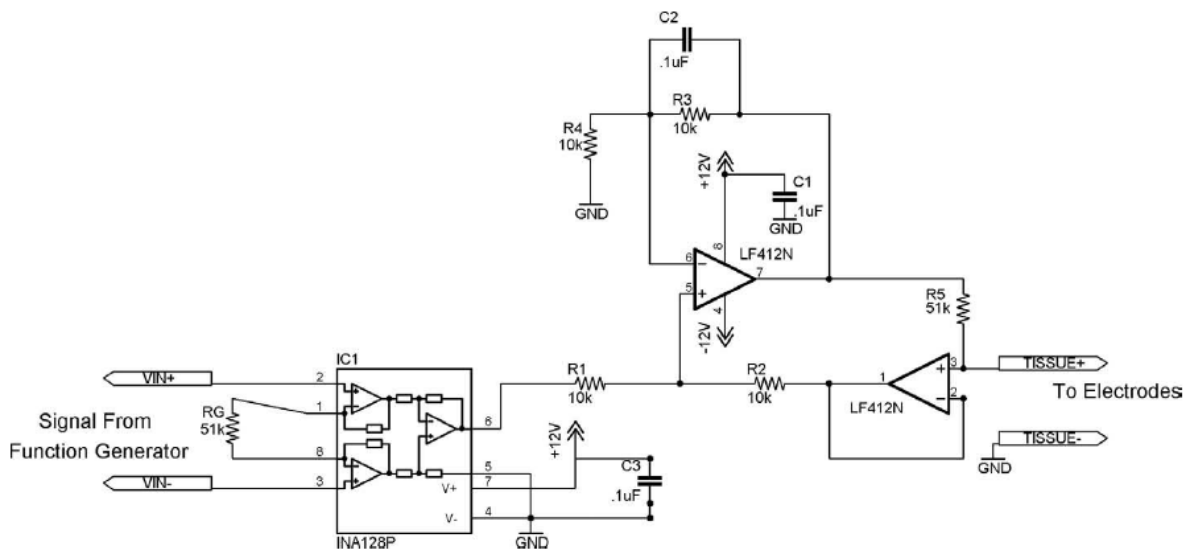 C2
.1uF
R3
10k
R4
10k
GND
+12V
C1
.1uF
GND
8
LF412N
6
7
5
4
-12V
R5
51k
3
TISSUE+
1
2
To Electrodes
LF412N
TISSUE-
GND
R1
10k
R2
10k
IC1
VIN+
2
1
RG
51k
Signal From
Function Generator
8
VIN-
3
6
5
V+
7
V-
4
INA128P
+12V
C3
.1uF
GND